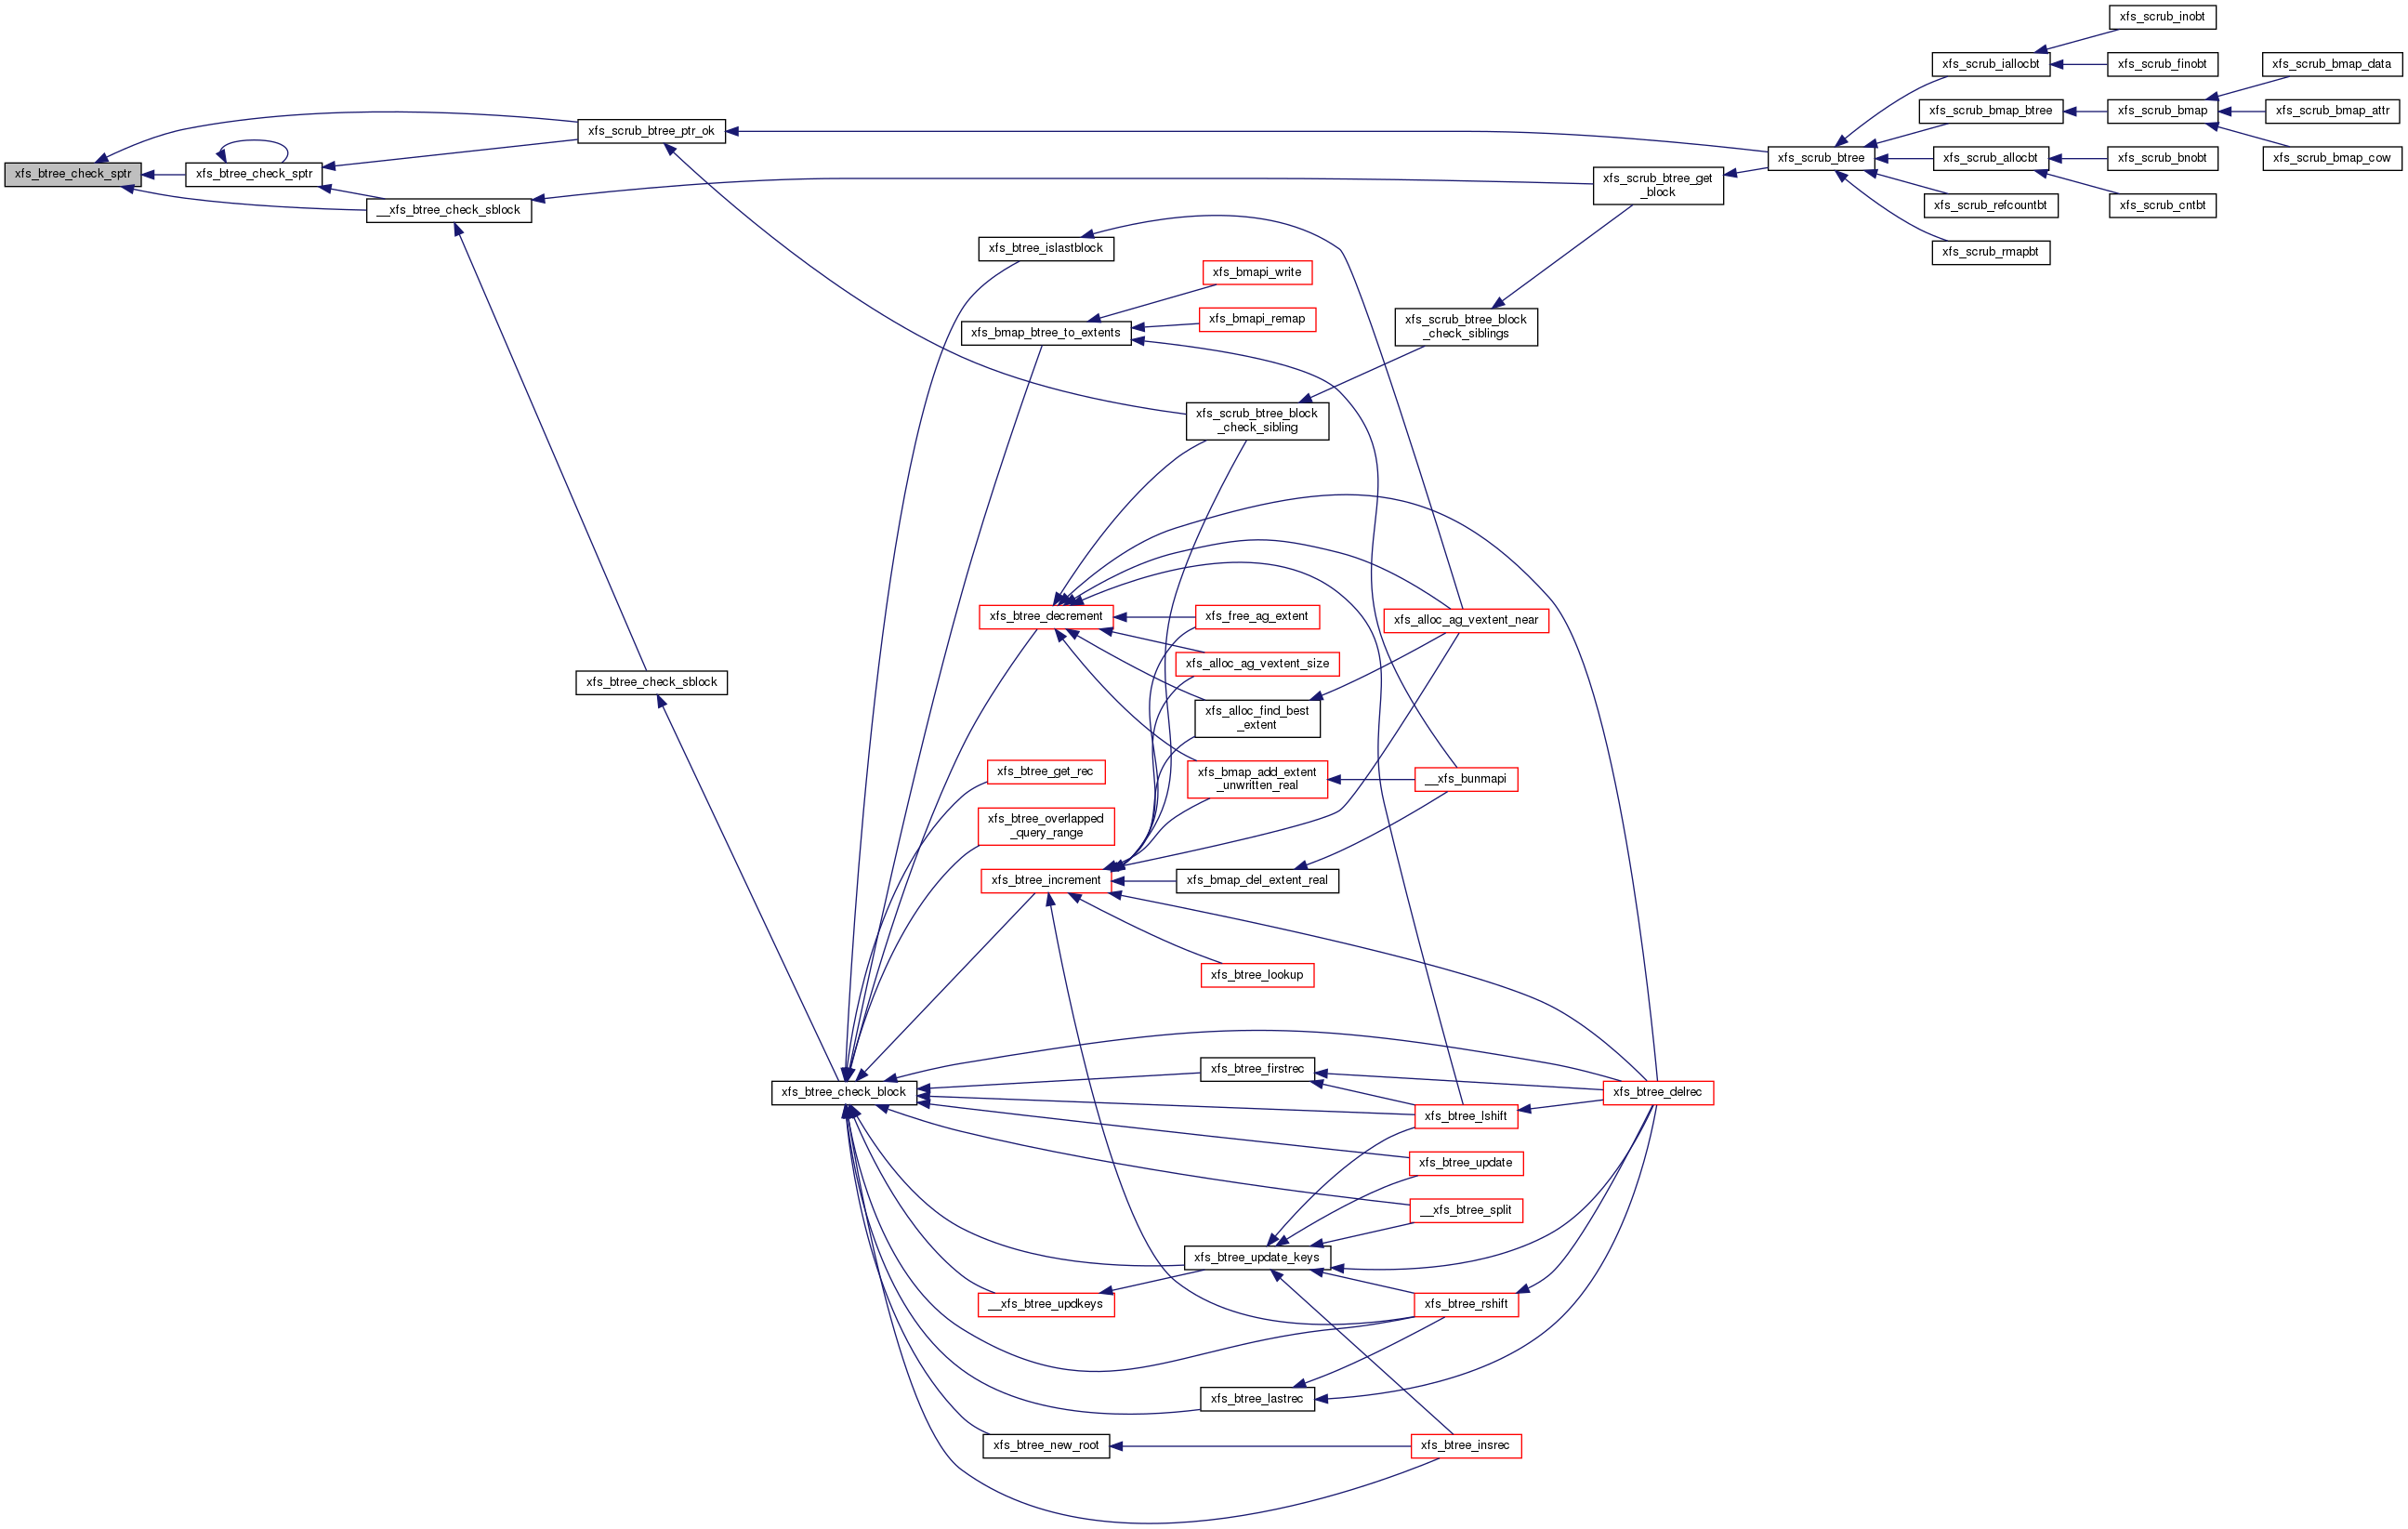 xfs_scrub_inobt
xfs_scrub_iallocbt
xfs_scrub_finobt
xfs_scrub_bmap_data
xfs_scrub_bmap_btree
xfs_scrub_bmap
xfs_scrub_bmap_attr
xfs_scrub_btree_ptr_ok
xfs_scrub_btree
xfs_scrub_allocbt
xfs_scrub_bnobt
xfs_scrub_bmap_cow
xfs_btree_check_sptr
xfs_btree_check_sptr
xfs_scrub_btree_get
_block
xfs_scrub_refcountbt
xfs_scrub_cntbt
__xfs_btree_check_sblock
xfs_btree_islastblock
xfs_scrub_rmapbt
xfs_bmapi_write
xfs_bmapi_remap
xfs_bmap_btree_to_extents
xfs_scrub_btree_block
_check_siblings
xfs_scrub_btree_block
_check_sibling
xfs_btree_decrement
xfs_free_ag_extent
xfs_alloc_ag_vextent_near
xfs_alloc_ag_vextent_size
xfs_btree_check_sblock
xfs_alloc_find_best
_extent
xfs_btree_get_rec
xfs_bmap_add_extent
_unwritten_real
__xfs_bunmapi
xfs_btree_overlapped
_query_range
xfs_btree_increment
xfs_bmap_del_extent_real
xfs_btree_lookup
xfs_btree_firstrec
xfs_btree_check_block
xfs_btree_delrec
xfs_btree_lshift
xfs_btree_update
__xfs_btree_split
xfs_btree_update_keys
__xfs_btree_updkeys
xfs_btree_rshift
xfs_btree_lastrec
xfs_btree_new_root
xfs_btree_insrec